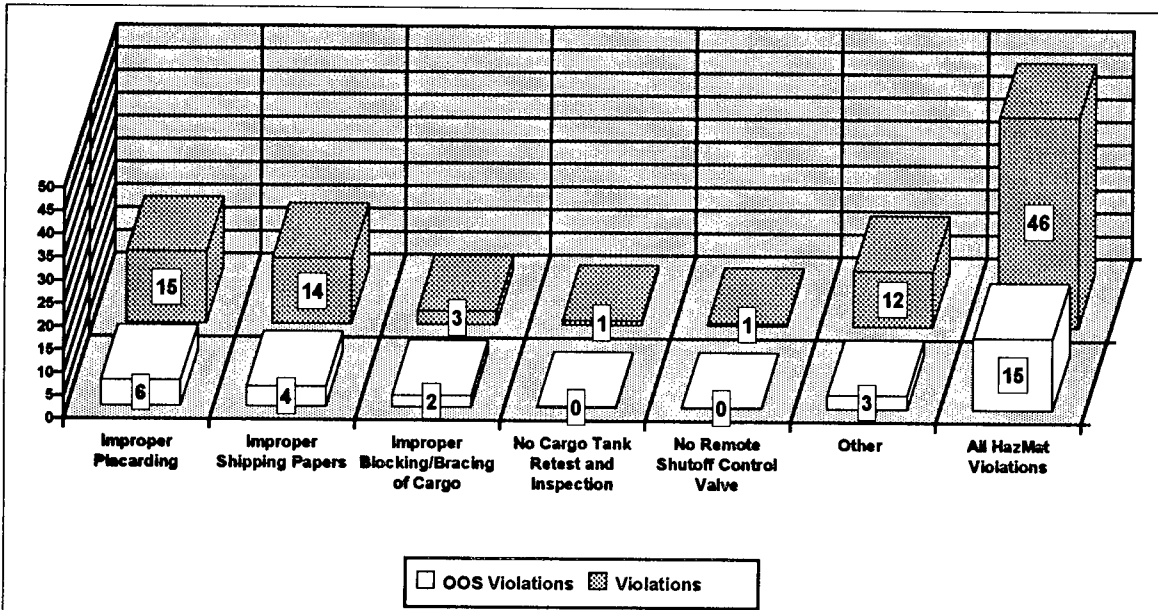 50
45
40
35
30
25
20
15
10
5
0
15
14
3
1
1
12
46
6
4
2
0
0
3
15
Improper
Placarding
Improper
Shipping Papers
Improper
Blocking/Bracing
of Cargo
No Cargo Tank
Retest and
Inspection
No Remote
Shutoff Control
Valve
Other
All HazMat
Violations
OOS Violations
Violations